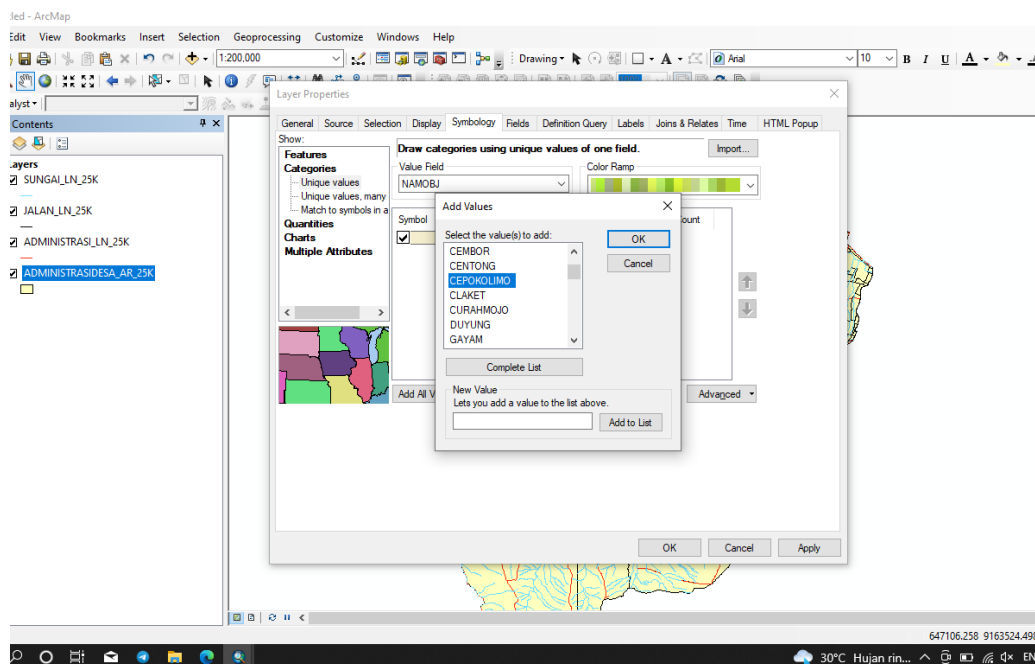 led - ArcMap
Edit View Bookmarks Insert Selection Geoprocessing Customize Windows Help
1:200,000 Drawing A Arial 10 B I U A
alyst
Contents
Layer Properties
General Source Selection Display Symbology Fields Definition Query Labels Joins & Relates Time HTML Popup
ayers
SUNGAI_LN_25K
JALAN_LN_25K
ADMINISTRASI_LN_25K
ADMINISTRASIDESA_AR_25K
Show:
Features
Categories
Unique values
Unique values, many
Match to symbols in a
Quantities
Charts
Multiple Attributes
Draw categories using unique values of one field.
Import...
Value Field
NAMOBJ
Color Ramp
Symbol
ount
Add All V
Advanced
Add Values
Select the value(s) to add:
CEMBOR
CENTONG
CEPOKOLIMO
CLAKET
CURAHMOJO
DUYUNG
GAYAM
OK
Cancel
Complete List
New Value
Lets you add a value to the list above.
Add to List
OK Cancel Apply
647106.258 9163524.498
30°C Hujan rin... EN